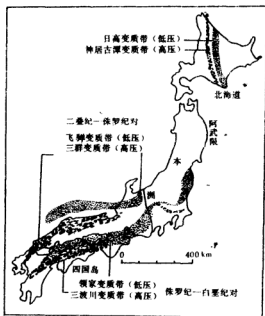 日高变质带（低压）
神居古潭变质带（高压）
北海道
阿武隈
二叠纪—侏罗纪对
飞騨变质带（低压）
三群变质带（高压）
本
洲
四国岛
0
400 km
领家变质带（低压）
三波川变质带（高压）
侏罗纪—白垩纪对